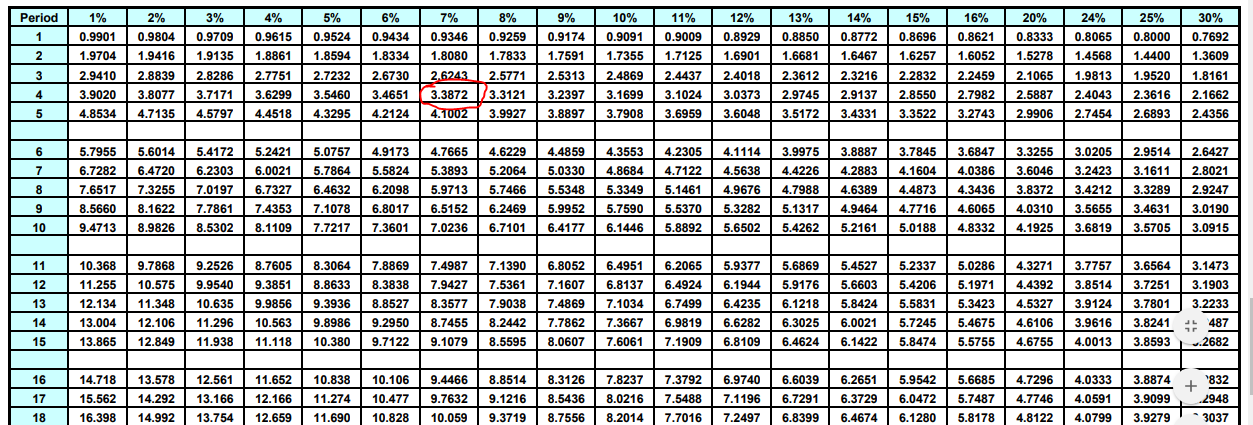 Period 1% 2% 3% 4% 5% 6% 7% 8% 9% 10% 11% 12% 13% 14% 15% 16% 20% 24% 25% 30%
1 0.9901 0.9804 0.9709 0.9615 0.9524 0.9434 0.9346 0.9259 0.9174 0.9091 0.9009 0.8929 0.8850 0.8772 0.8696 0.8621 0.8333 0.8065 0.8000 0.7692
2 1.9704 1.9416 1.9135 1.8861 1.8594 1.8334 1.8080 1.7833 1.7591 1.7355 1.7125 1.6901 1.6681 1.6467 1.6257 1.6052 1.5278 1.4568 1.4400 1.3609
3 2.9410 2.8839 2.8286 2.7751 2.7232 2.6730 2.6243 2.5771 2.5313 2.4869 2.4437 2.4018 2.3612 2.3216 2.2832 2.2459 2.1065 1.9813 1.9520 1.8161
4 3.9020 3.8077 3.7171 3.6299 3.5460 3.4651 3.3872 3.3121 3.2397 3.1699 3.1024 3.0373 2.9745 2.9137 2.8550 2.7982 2.5887 2.4043 2.3616 2.1662
5 4.8534 4.7135 4.5797 4.4518 4.3295 4.2124 4.1002 3.9927 3.8897 3.7908 3.6959 3.6048 3.5172 3.4331 3.3522 3.2743 2.9906 2.7454 2.6893 2.4356
6 5.7955 5.6014 5.4172 5.2421 5.0757 4.9173 4.7665 4.6229 4.4859 4.3553 4.2305 4.1114 3.9975 3.8887 3.7845 3.6847 3.3255 3.0205 2.9514 2.6427
7 6.7282 6.4720 6.2303 6.0021 5.7864 5.5824 5.3893 5.2064 5.0330 4.8684 4.7122 4.5638 4.4226 4.2883 4.1604 4.0386 3.6046 3.2423 3.1611 2.8021
8 7.6517 7.3255 7.0197 6.7327 6.4632 6.2098 5.9713 5.7466 5.5348 5.3349 5.1461 4.9676 4.7988 4.6389 4.4873 4.3436 3.8372 3.4212 3.3289 2.9247
9 8.5660 8.1622 7.7861 7.4353 7.1078 6.8017 6.5152 6.2469 5.9952 5.7590 5.5370 5.3282 5.1317 4.9464 4.7716 4.6065 4.0310 3.5655 3.4631 3.0190
10 9.4713 8.9826 8.5302 8.1109 7.7217 7.3601 7.0236 6.7101 6.4177 6.1446 5.8892 5.6502 5.4262 5.2161 5.0188 4.8332 4.1925 3.6819 3.5705 3.0915
11 10.368 9.7868 9.2526 8.7605 8.3064 7.8869 7.4987 7.1390 6.8052 6.4951 6.2065 5.9377 5.6869 5.4527 5.2337 5.0286 4.3271 3.7757 3.6564 3.1473
12 11.255 10.575 9.9540 9.3851 8.8633 8.3838 7.9427 7.5361 7.1607 6.8137 6.4924 6.1944 5.9176 5.6603 5.4206 5.1971 4.4392 3.8514 3.7251 3.1903
13 12.134 11.348 10.635 9.9856 9.3936 8.8527 8.3577 7.9038 7.4869 7.1034 6.7499 6.4235 6.1218 5.8424 5.5831 5.3423 4.5327 3.9124 3.7801 3.2233
14 13.004 12.106 11.296 10.563 9.8986 9.2950 8.7455 8.2442 7.7862 7.3667 6.9819 6.6282 6.3025 6.0021 5.7245 5.4675 4.6106 3.9616 3.8241
15 13.865 12.849 11.938 11.118 10.380 9.7122 9.1079 8.5595 8.0607 7.6061 7.1909 6.8109 6.4624 6.1422 5.8474 5.5755 4.6755 4.0013 3.8593
16 14.718 13.578 12.561 11.652 10.838 10.106 9.4466 8.8514 8.3126 7.8237 7.3792 6.9740 6.6039 6.2651 5.9542 5.6685 4.7296 4.0333 3.8874
17 15.562 14.292 13.166 12.166 11.274 10.477 9.7632 9.1216 8.5436 8.0216 7.5488 7.1196 6.7291 6.3729 6.0472 5.7487 4.7746 4.0591 3.9099
18 16.398 14.992 13.754 12.659 11.690 10.828 10.059 9.3719 8.7556 8.2014 7.7016 7.2497 6.8399 6.4674 6.1280 5.8178 4.8122 4.0799 3.9279